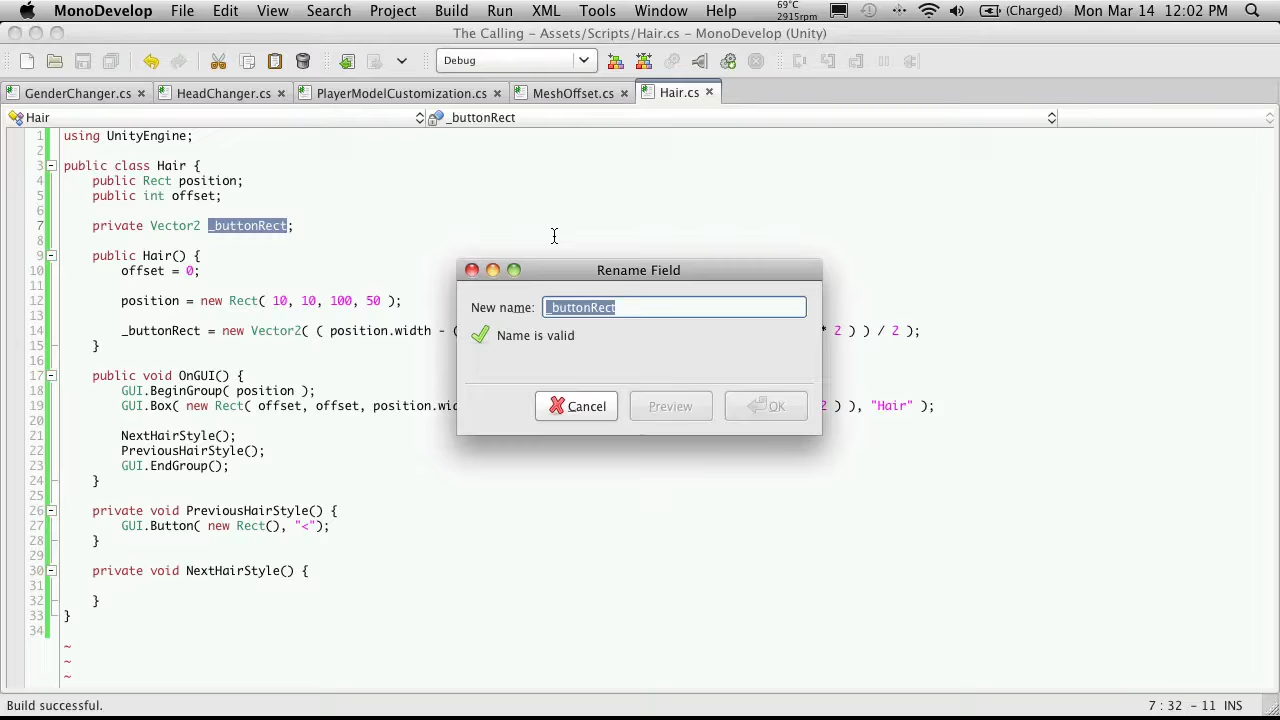 MonoDevelop File Edit View Search Project Build Run XML Tools Window Help 69°C 2915rpm (Charged) Mon Mar 14 12:02 PM
The Calling - Assets/Scripts/Hair.cs - MonoDevelop (Unity)
Debug
GenderChanger.cs HeadChanger.cs PlayerModelCustomization.cs MeshOffset.cs Hair.cs
Hair _buttonRect
1 using UnityEngine;
2
3 public class Hair {
4 public Rect position;
5 public int offset;
6
7 private Vector2 _buttonRect;
8
9 public Hair() {
10 offset = 0;
11
12 position = new Rect( 10, 10, 100, 50 );
13
14 _buttonRect = new Vector2( ( position.width - ( * 2 ) ) / 2 );
15 }
16
17 public void OnGUI() {
18 GUI.BeginGroup( position );
19 GUI.Box( new Rect( offset, offset, position.wid 2 ) ), "Hair" );
20
21 NextHairStyle();
22 PreviousHairStyle();
23 GUI.EndGroup();
24 }
25
26 private void PreviousHairStyle() {
27 GUI.Button( new Rect(), "<");
28 }
29
30 private void NextHairStyle() {
31
32 }
33 }
34
~
~
~
Rename Field
New name: _buttonRect
Name is valid
Cancel Preview OK
Build successful. 7 : 32 - 11 INS